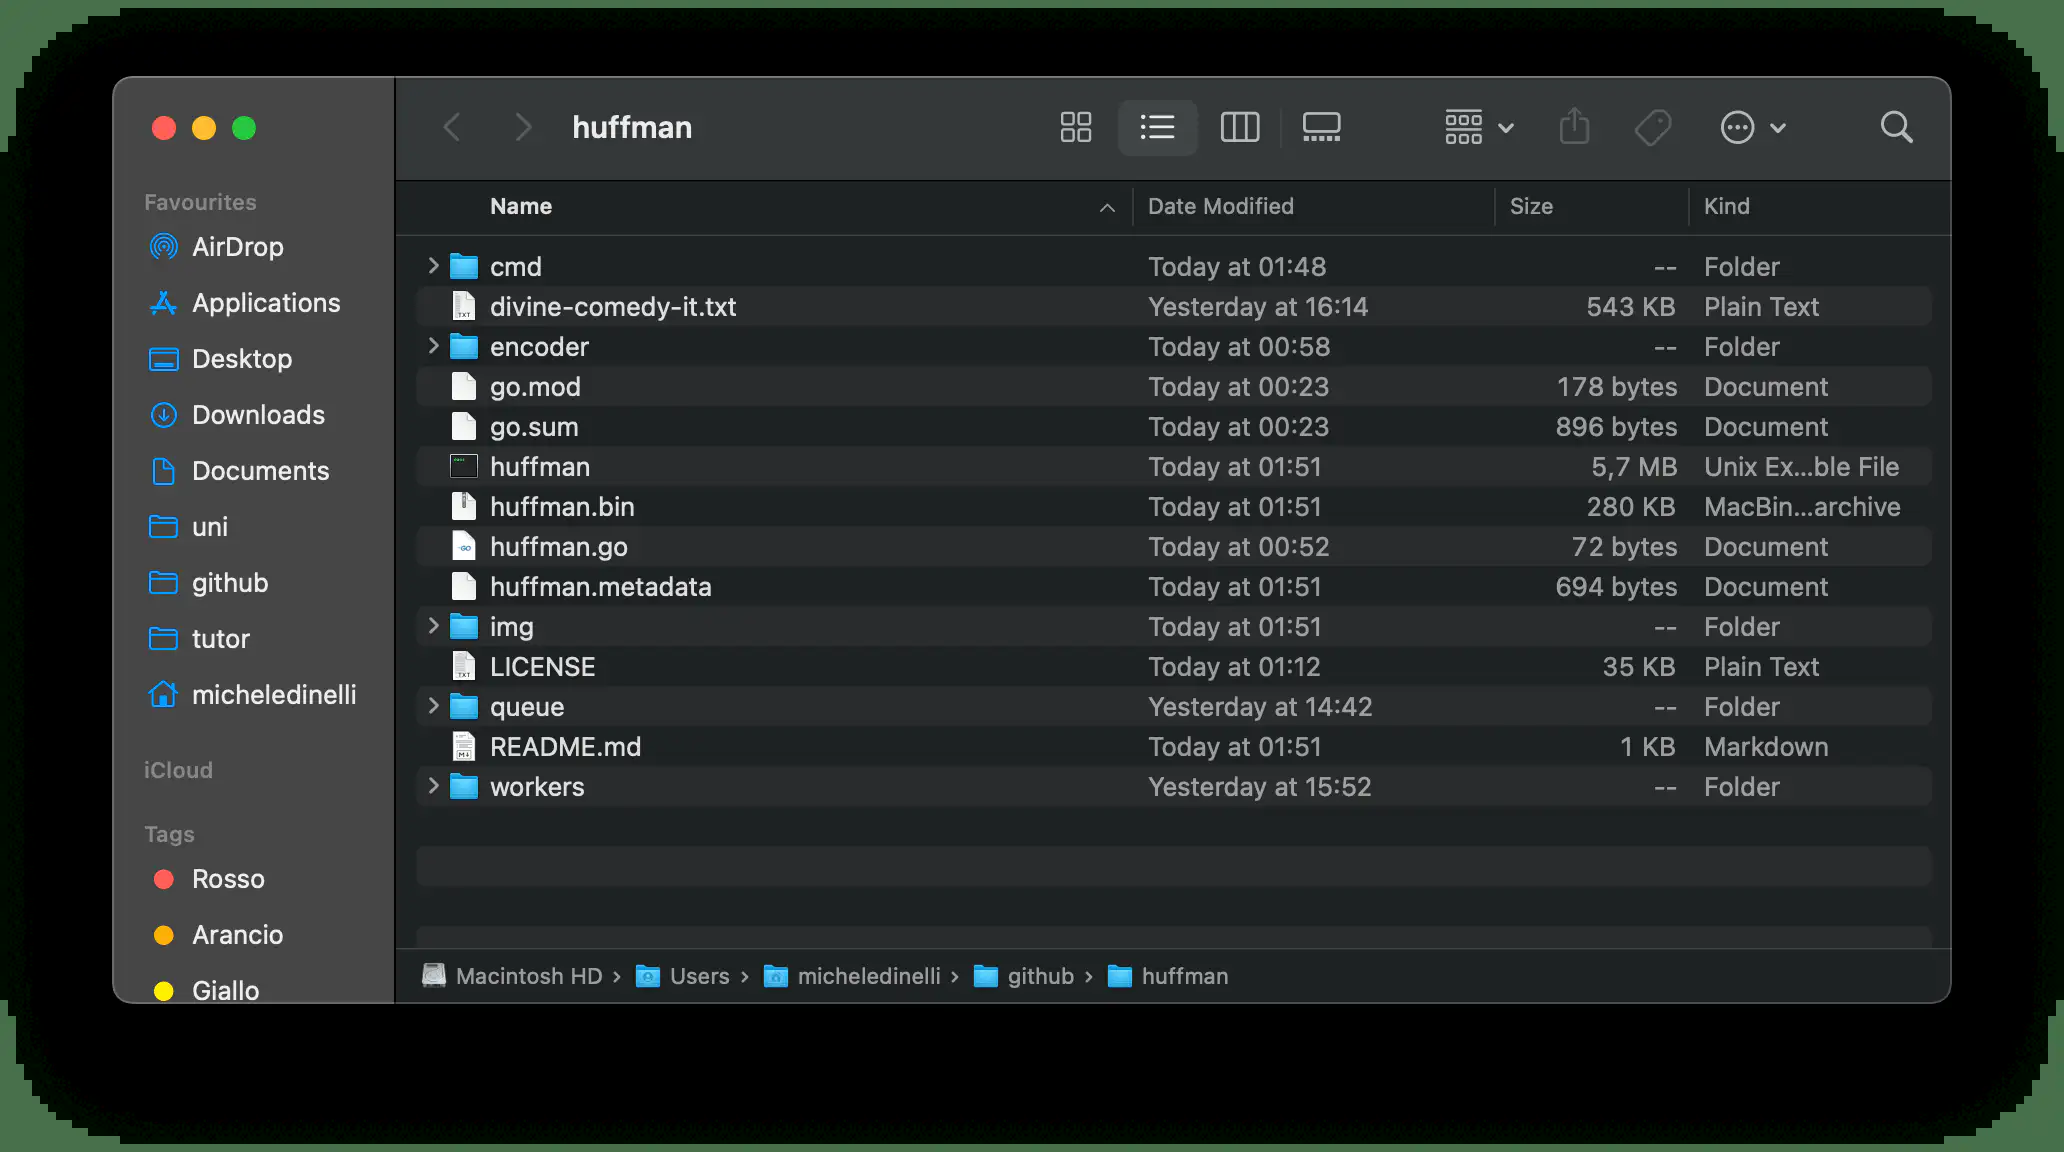 huffman
Favourites
AirDrop
Applications
Desktop
Downloads
Documents
uni
github
tutor
micheledinelli
iCloud
Tags
Rosso
Arancio
Giallo
Name Date Modified Size Kind
cmd Today at 01:48 -- Folder
divine-comedy-it.txt Yesterday at 16:14 543 KB Plain Text
encoder Today at 00:58 -- Folder
go.mod Today at 00:23 178 bytes Document
go.sum Today at 00:23 896 bytes Document
huffman Today at 01:51 5,7 MB Unix Ex...ble File
huffman.bin Today at 01:51 280 KB MacBin...archive
huffman.go Today at 00:52 72 bytes Document
huffman.metadata Today at 01:51 694 bytes Document
img Today at 01:51 -- Folder
LICENSE Today at 01:12 35 KB Plain Text
queue Yesterday at 14:42 -- Folder
README.md Today at 01:51 1 KB Markdown
workers Yesterday at 15:52 -- Folder
Macintosh HD › Users › micheledinelli › github › huffman